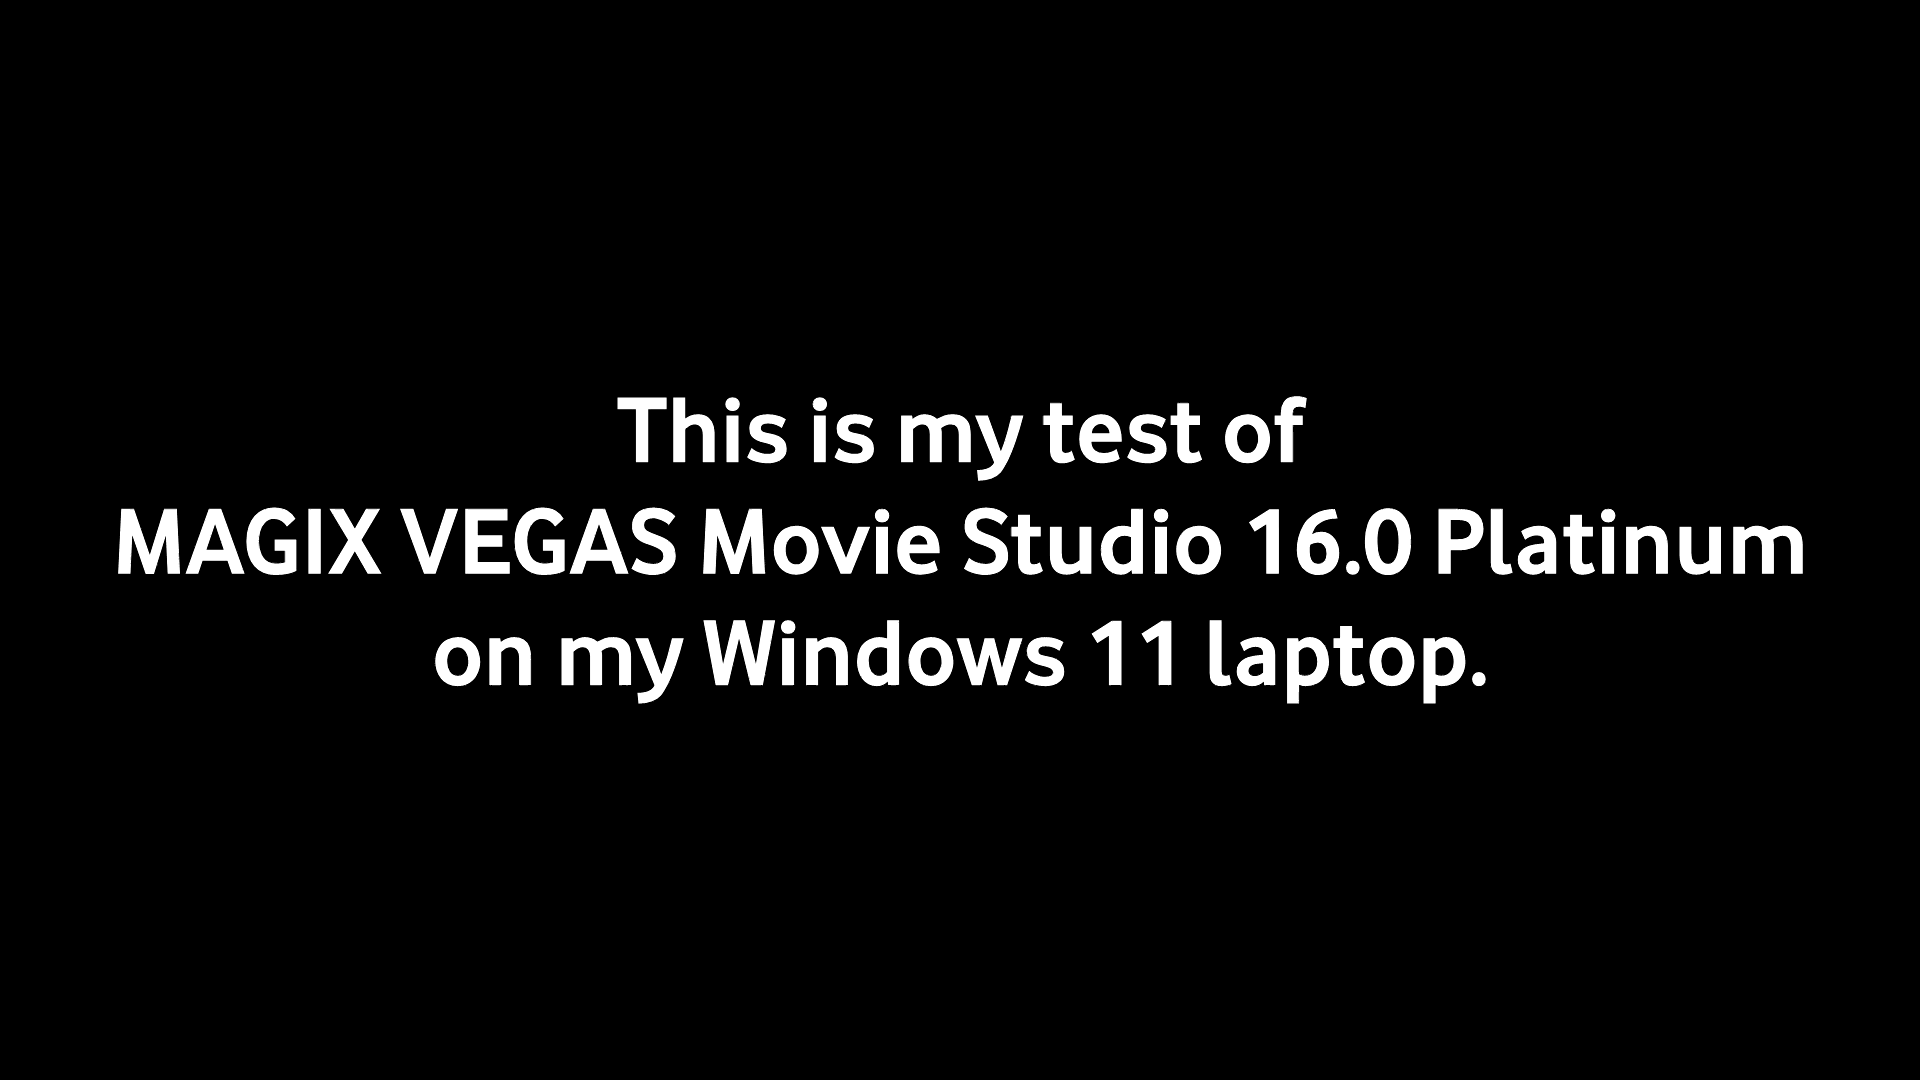 This is my test of
MAGIX VEGAS Movie Studio 16.0 Platinum
on my Windows 11 laptop.